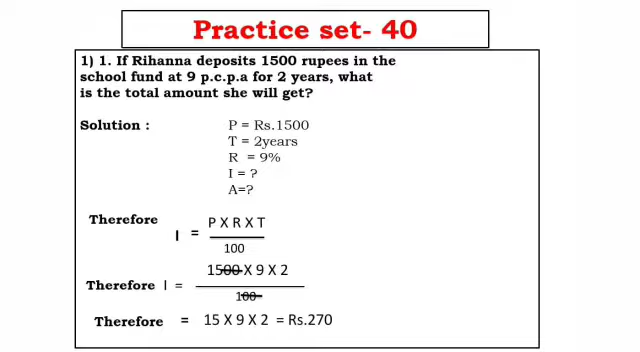 Practice set- 40
1) 1. If Rihanna deposits 1500 rupees in the
school fund at 9 p.c.p.a for 2 years, what
is the total amount she will get?
Solution :
P = Rs.1500
T = 2years
R = 9%
I = ?
A=?
Therefore I = P X R X T
100
Therefore I = 1500 X 9 X 2
100
Therefore = 15 X 9 X 2 = Rs.270